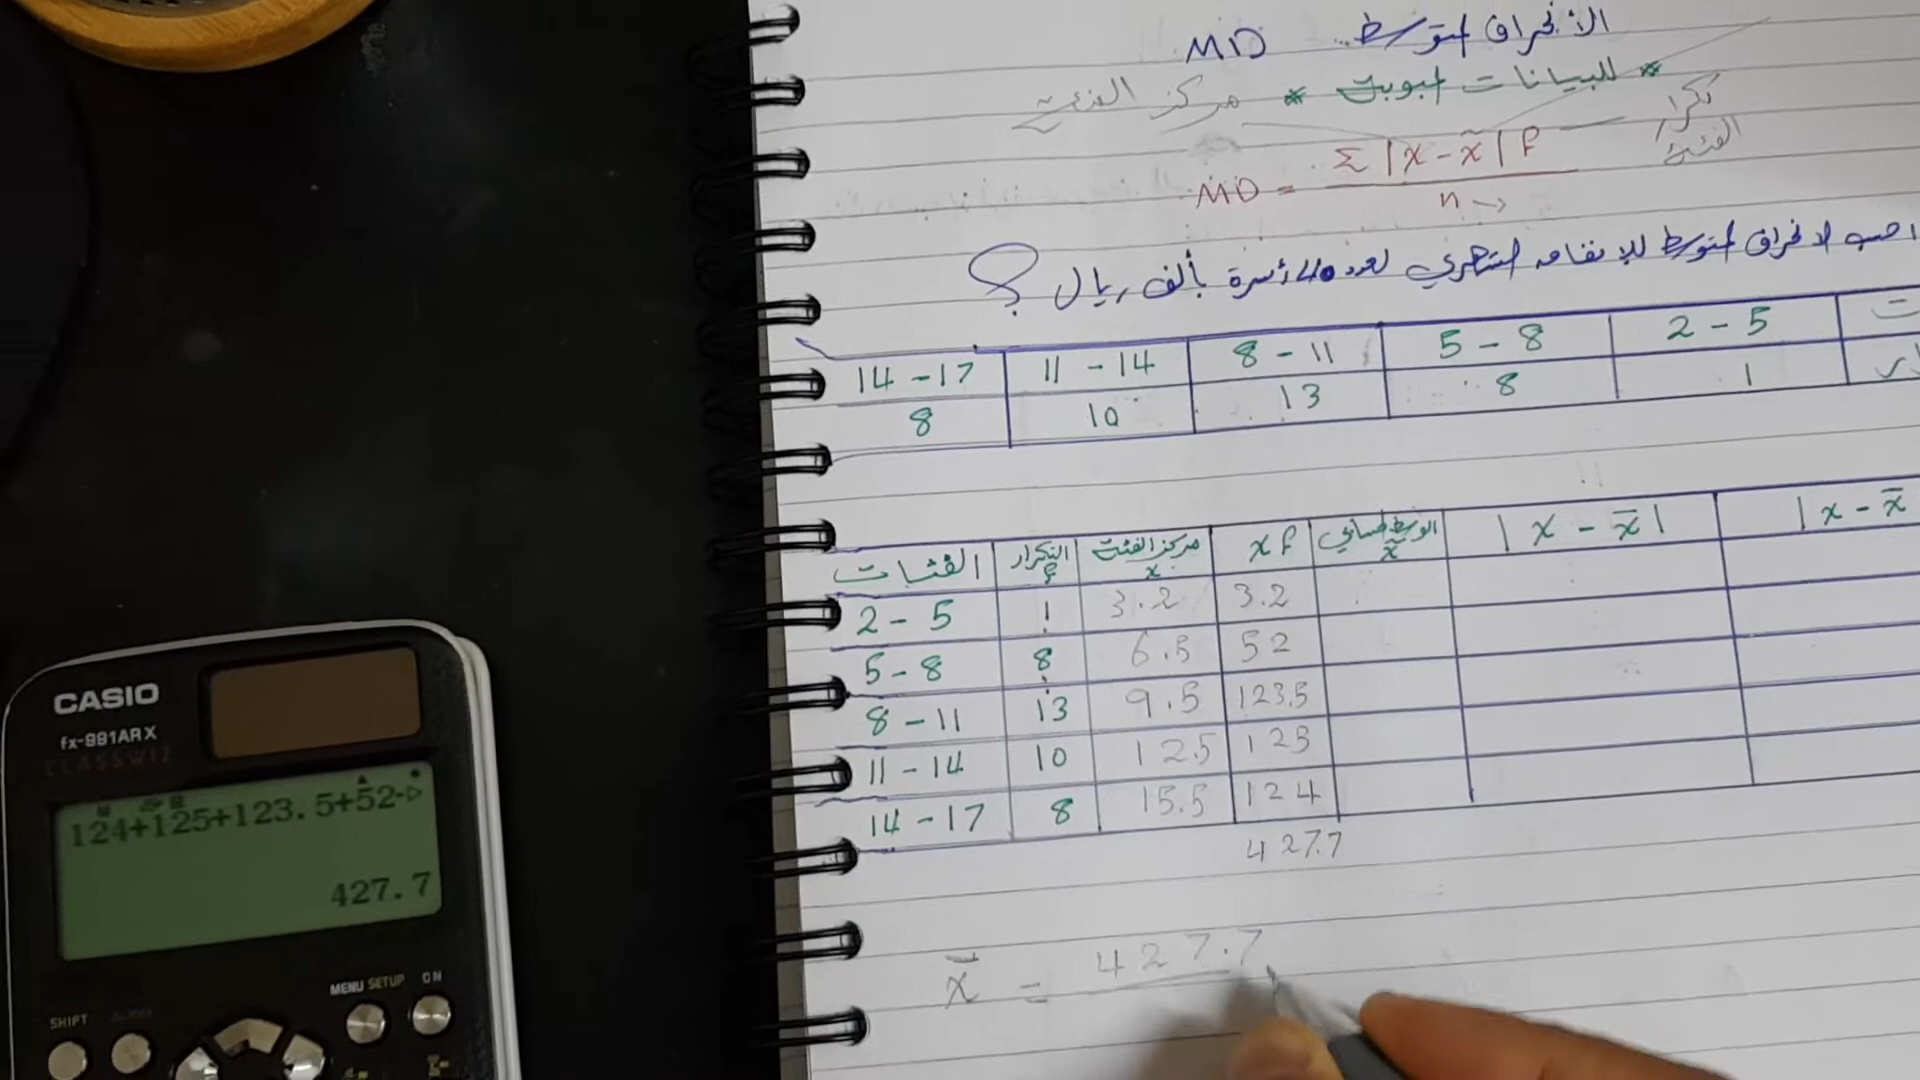 الانحراف المتوسط MD
* للبيانات المبوبة * مركز الفئة
تكرار الفئة
MD = Σ |x - x̄| f
n →
احسب الانحراف المتوسط للإنفاق الشهري لعدد 40 أسرة بألف ريال ؟
14 - 17 11 - 14 8 - 11 5 - 8 2 - 5
8 10 13 8 1
الفئات التكرار f مركز الفئة x x f الوسط الحسابي x̄ | x - x̄ | | x - x̄
2 - 5 1 3.2 3.2
5 - 8 8 6.5 52
8 - 11 13 9.5 123.5
11 - 14 10 12.5 125
14 - 17 8 15.5 124
427.7
x̄ = 427.7
CASIO
fx-991AR X
CLASSWIZ
124+125+123.5+52-
427.7
MENU SETUP ON
SHIFT ALPHA